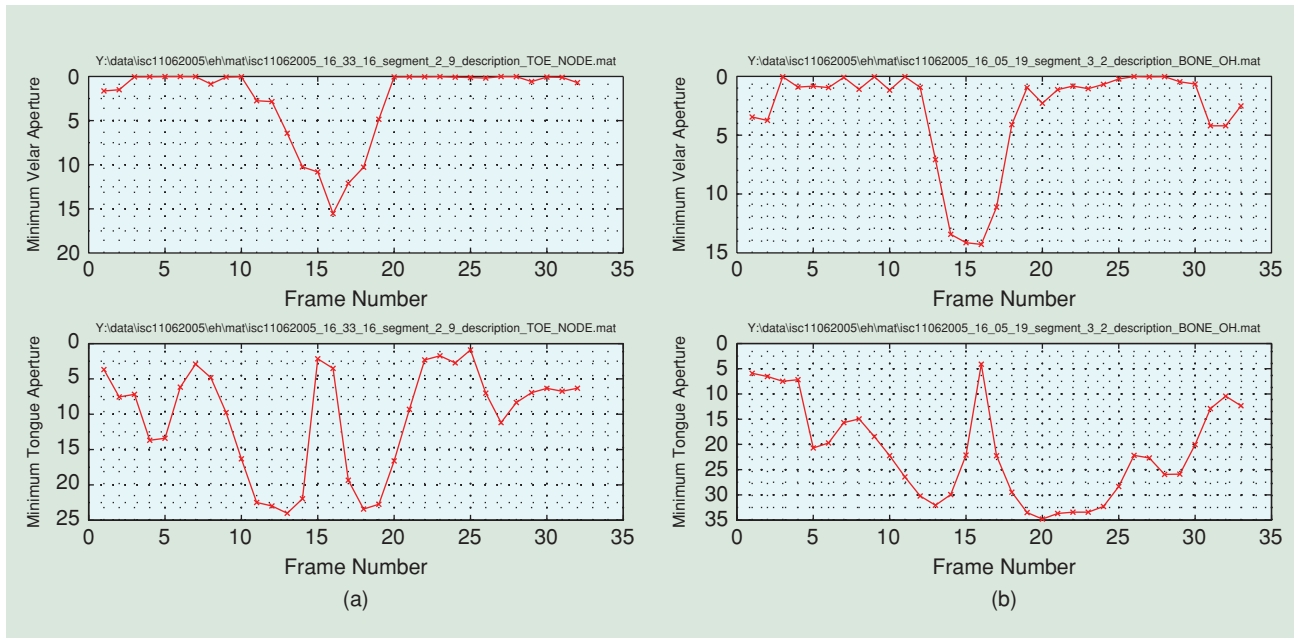 Y:\data\isc11062005\eh\mat\isc11062005_16_33_16_segment_2_9_description_TOE_NODE.mat
Minimum Velar Aperture
0
5
10
15
20
0 5 10 15 20 25 30 35
Frame Number
Y:\data\isc11062005\eh\mat\isc11062005_16_33_16_segment_2_9_description_TOE_NODE.mat
Minimum Tongue Aperture
0
5
10
15
20
25
0 5 10 15 20 25 30 35
Frame Number
(a)
Y:\data\isc11062005\eh\mat\isc11062005_16_05_19_segment_3_2_description_BONE_OH.mat
Minimum Velar Aperture
0
5
10
15
0 5 10 15 20 25 30 35
Frame Number
Y:\data\isc11062005\eh\mat\isc11062005_16_05_19_segment_3_2_description_BONE_OH.mat
Minimum Tongue Aperture
0
5
10
15
20
25
30
35
0 5 10 15 20 25 30 35
Frame Number
(b)